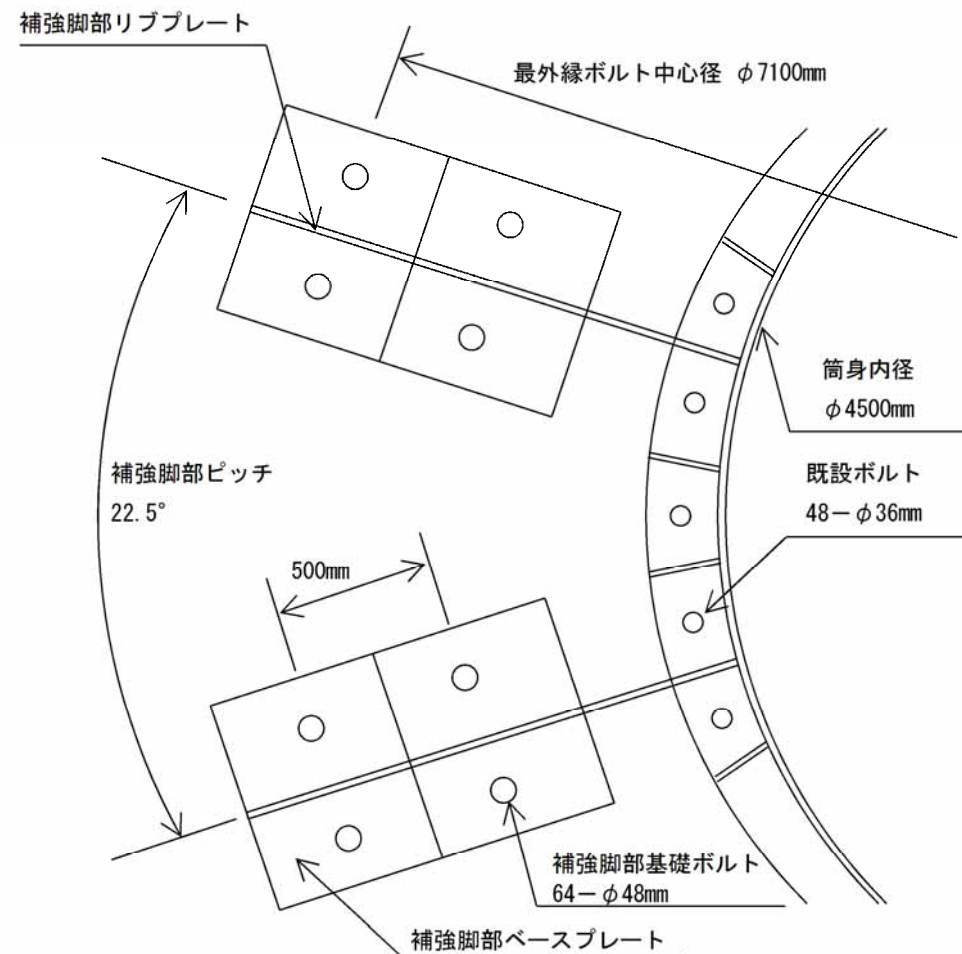 補強脚部リブプレート
最外縁ボルト中心径 φ7100mm
筒身内径
φ4500mm
補強脚部ピッチ
22.5°
既設ボルト
48－φ36mm
500mm
補強脚部基礎ボルト
64－φ48mm
補強脚部ベースプレート